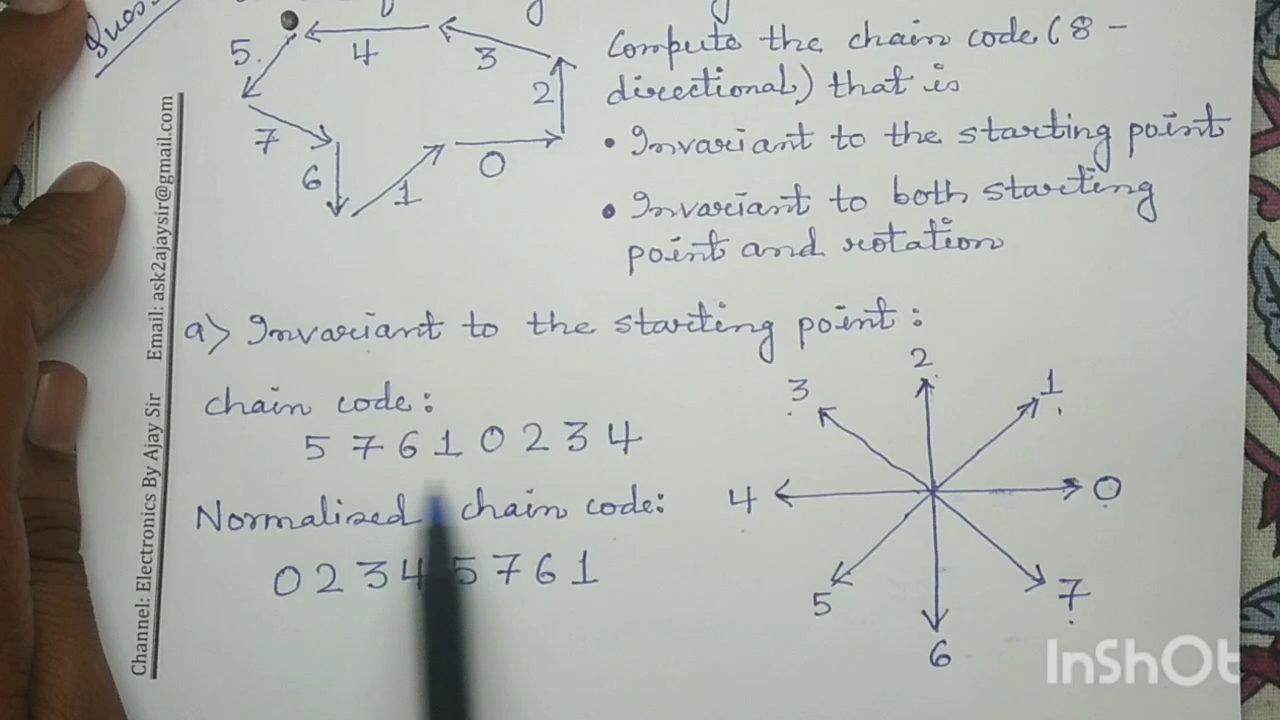 5.
4
3
2
7
6
1
0
Compute the chain code (8-
directional) that is
• Invariant to the starting point
• Invariant to both starting
point and rotation
a) Invariant to the starting point:
chain code:
5 7 6 1 0 2 3 4
Normalized chain code:
0 2 3 4 5 7 6 1
2
3
1
4
0
5
7
6
Channel: Electronics By Ajay Sir Email: ask2ajaysir@gmail.com
InShOt